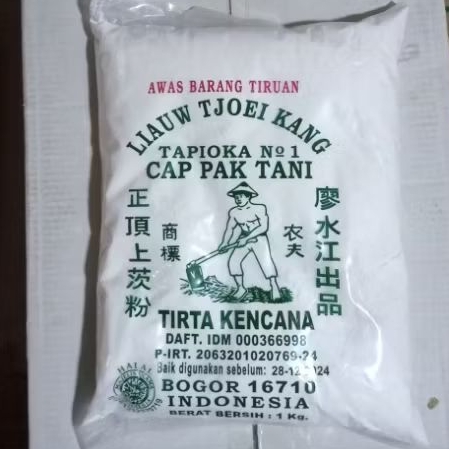 AWAS BARANG TIRUAN
LIAUW TJOEI KANG
TAPIOKA No 1
CAP PAK TANI
正頂上茨粉
商標
农夫
廖水江出品
TIRTA KENCANA
DAFT. IDM 000366998
P-IRT. 2063201020769-24
Baik digunakan sebelum: 28-12-2024
HALAL
BOGOR 16710
INDONESIA
BERAT BERSIH : 1 Kg.